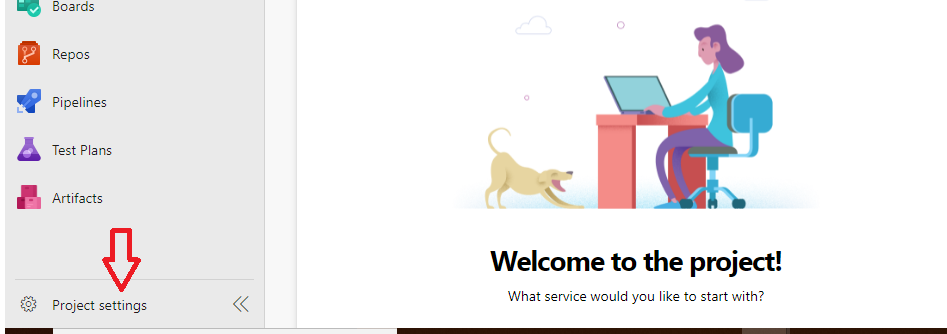 Boards
Repos
Pipelines
Test Plans
Artifacts
Project settings
Welcome to the project!
What service would you like to start with?